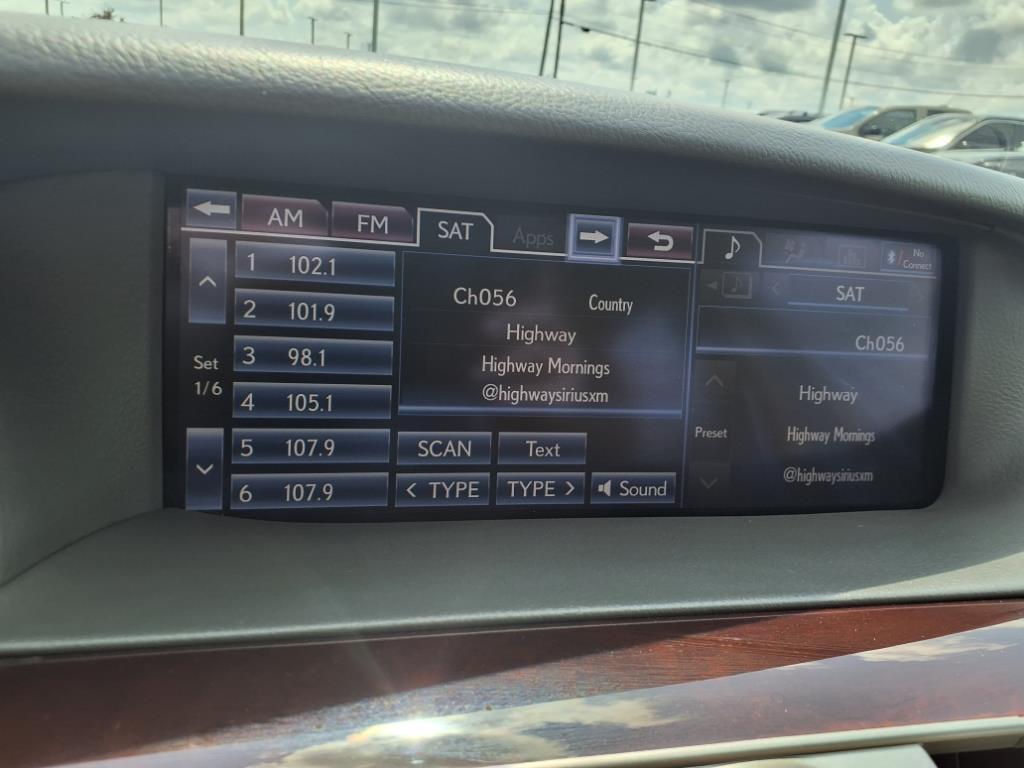 AM FM SAT Apps
No Connect
1 102.1
2 101.9
3 98.1
4 105.1
5 107.9
6 107.9
Set
1/6
Ch056 Country
Highway
Highway Mornings
@highwaysiriusxm
SCAN Text
< TYPE TYPE > Sound
SAT
Ch056
Highway
Preset
Highway Mornings
@highwaysiriusxm